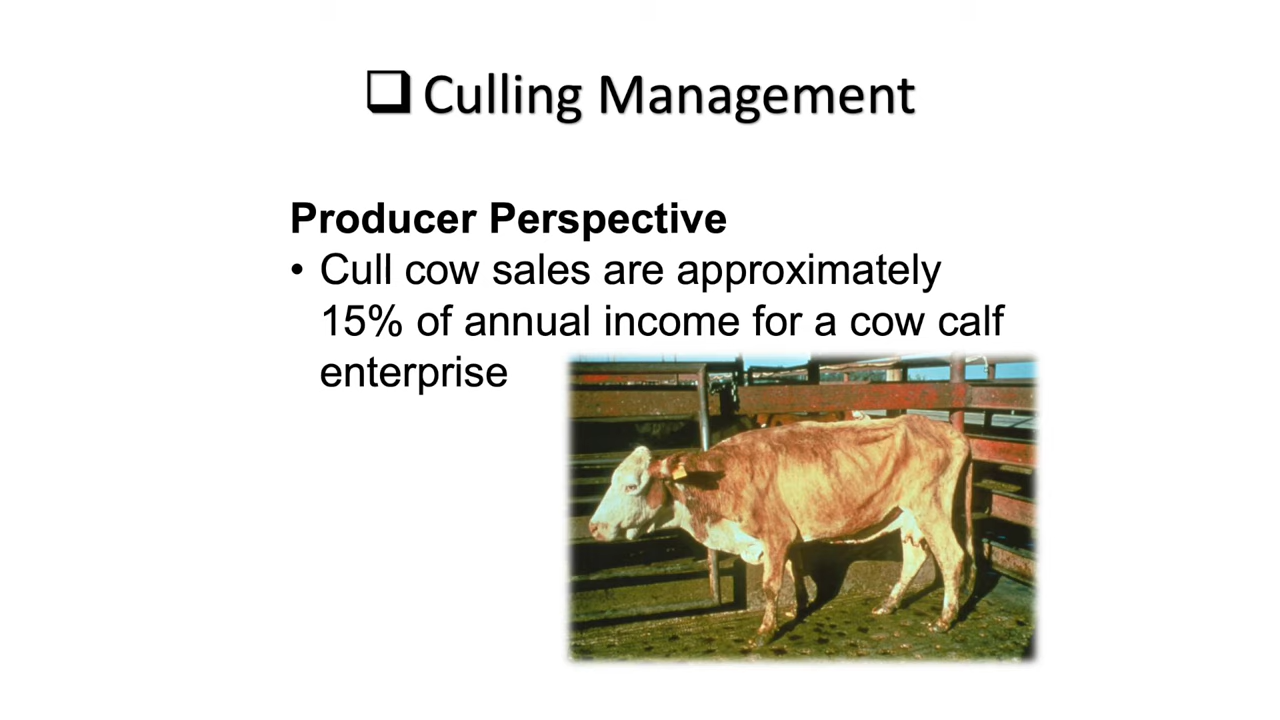 ❑ Culling Management
Producer Perspective
• Cull cow sales are approximately
15% of annual income for a cow calf
enterprise